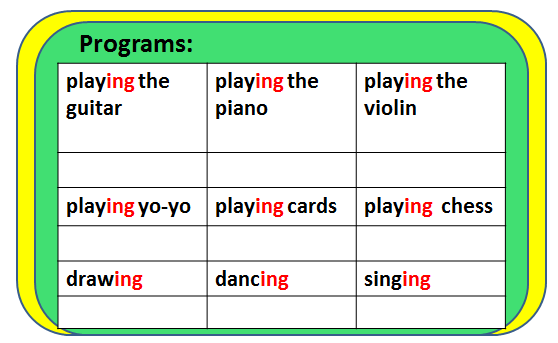 Programs:
playing the guitar
playing the piano
playing the violin
playing yo-yo
playing cards
playing chess
drawing
dancing
singing